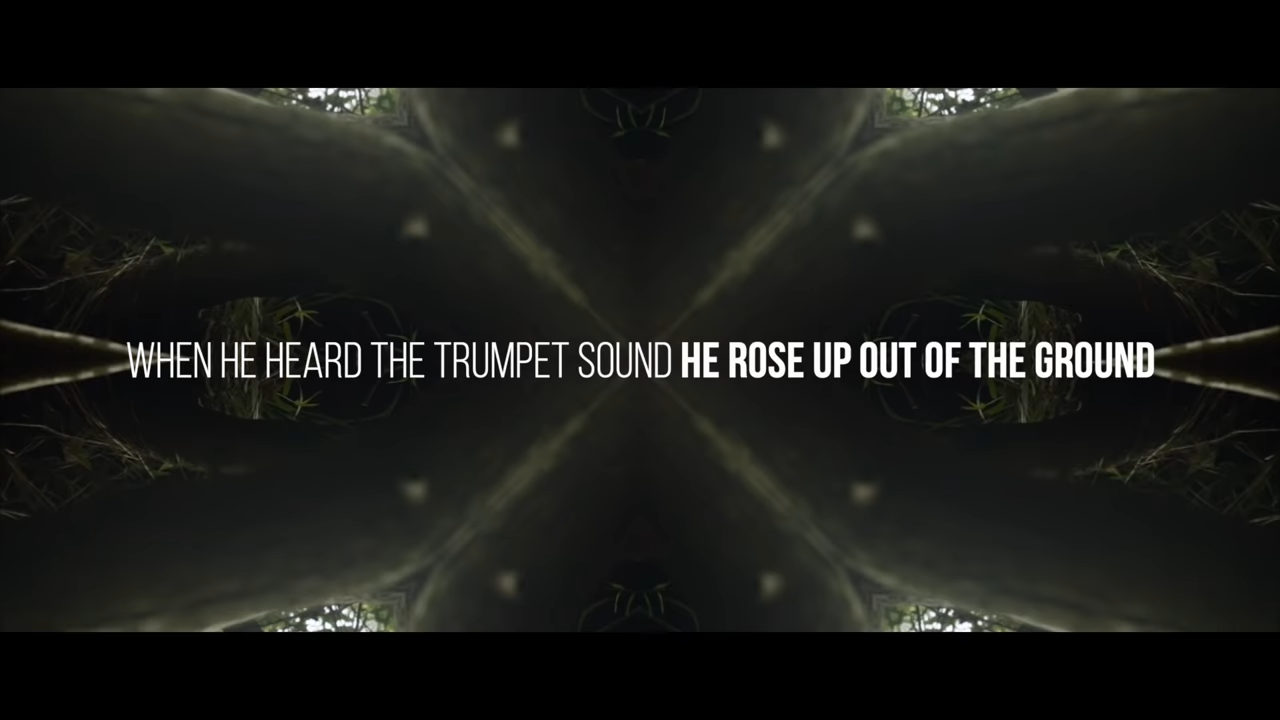 WHEN HE HEARD THE TRUMPET SOUND HE ROSE UP OUT OF THE GROUND